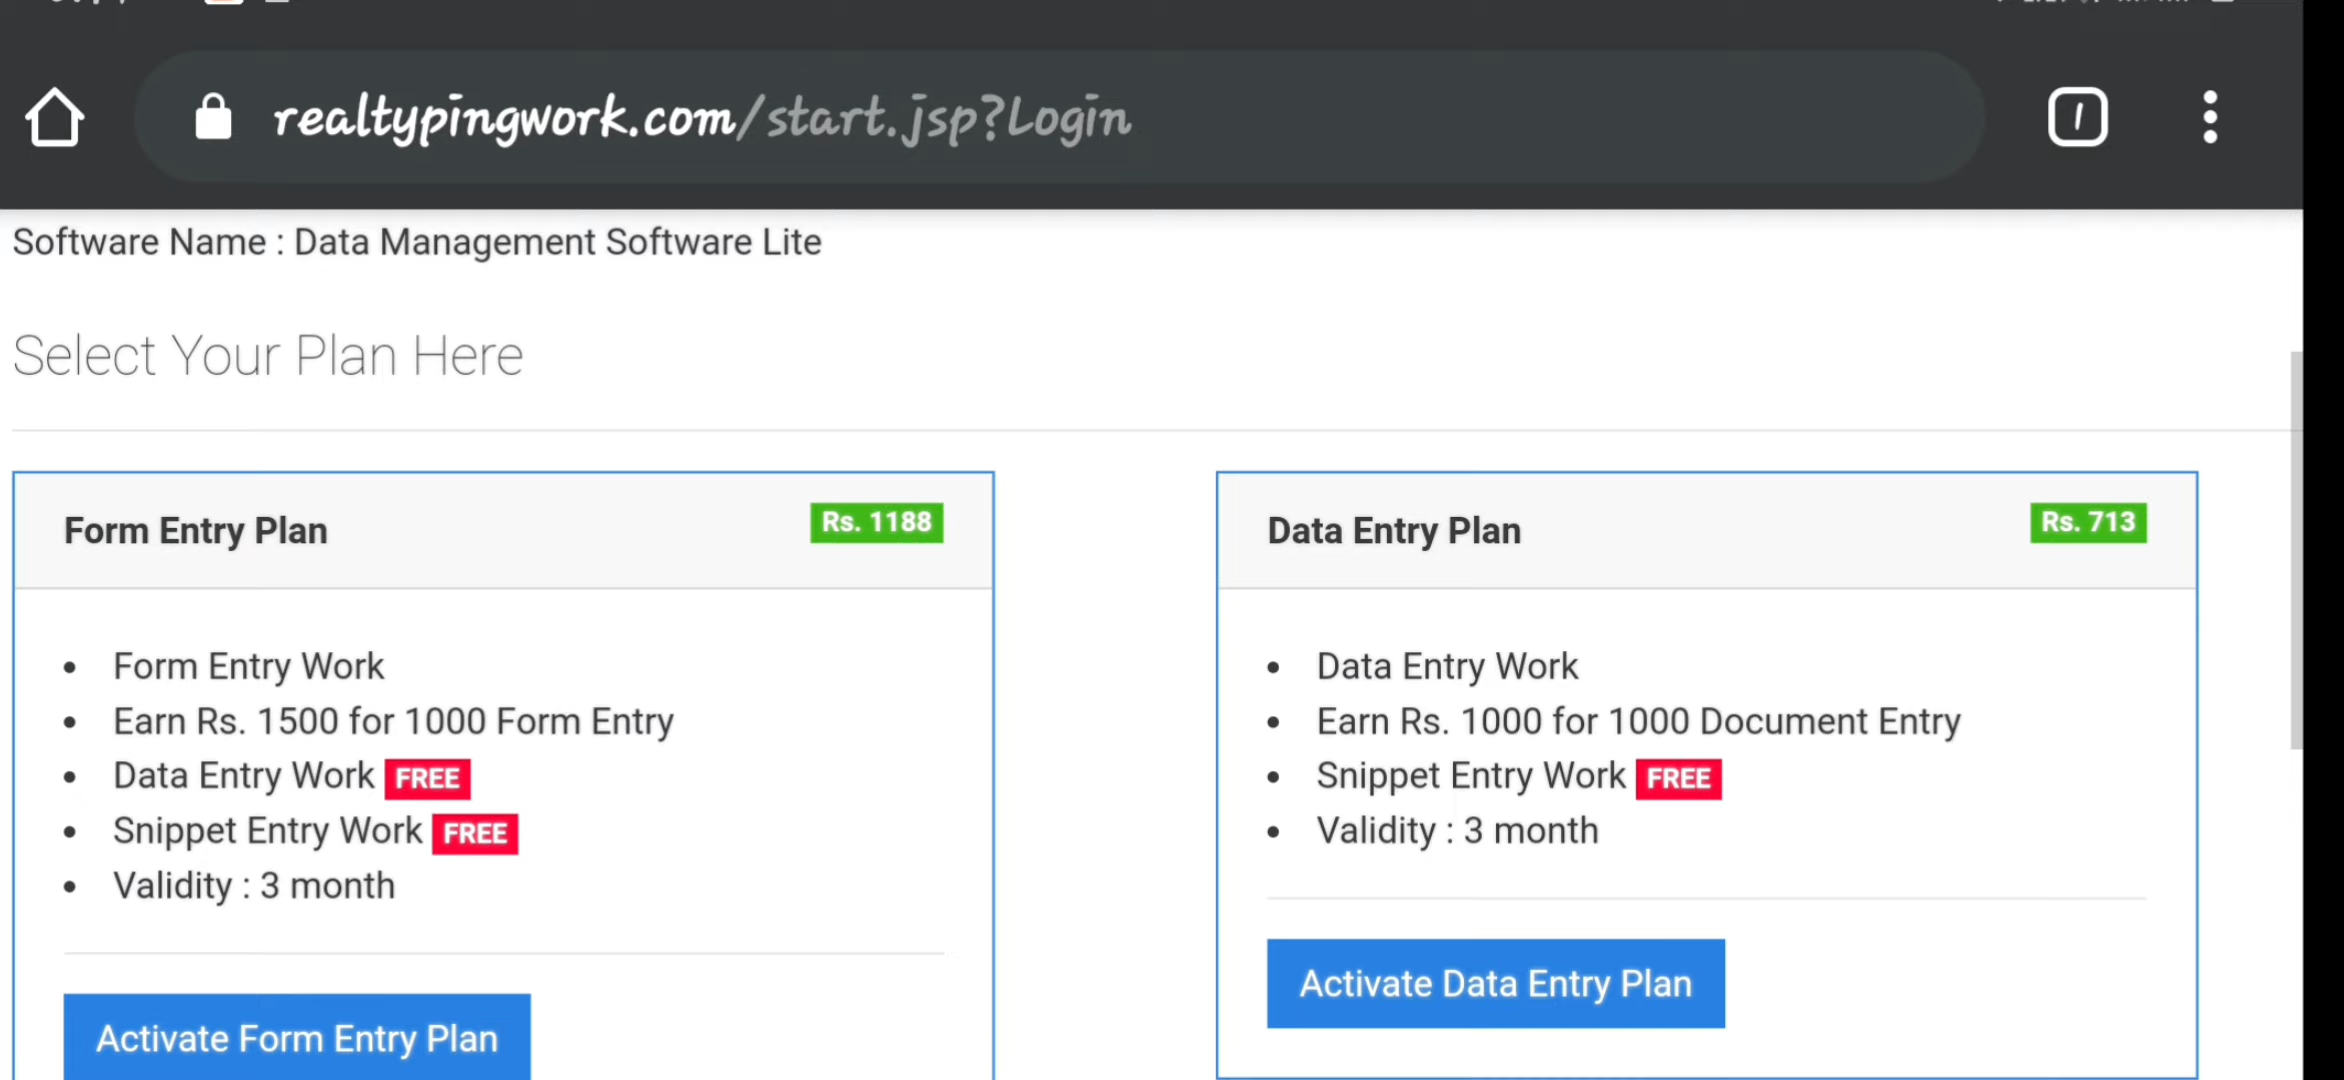 realtypingwork.com/start.jsp?Login
Software Name : Data Management Software Lite
Select Your Plan Here
Form Entry Plan
Rs. 1188
Form Entry Work
Earn Rs. 1500 for 1000 Form Entry
Data Entry Work FREE
Snippet Entry Work FREE
Validity : 3 month
Activate Form Entry Plan
Data Entry Plan
Rs. 713
Data Entry Work
Earn Rs. 1000 for 1000 Document Entry
Snippet Entry Work FREE
Validity : 3 month
Activate Data Entry Plan